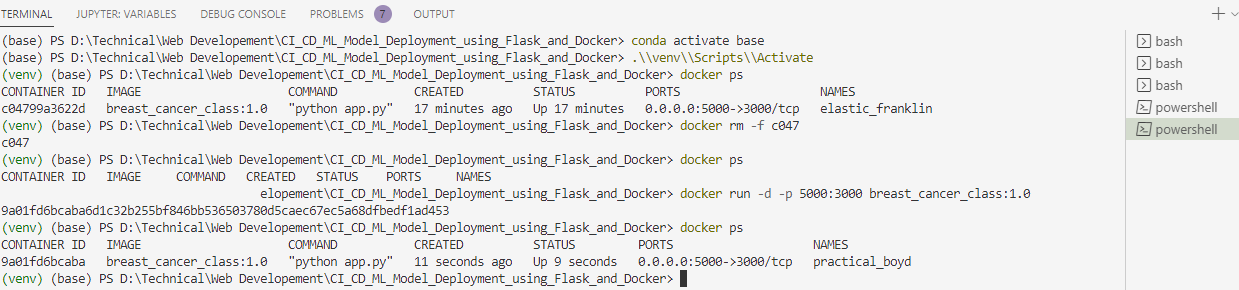 TERMINAL JUPYTER: VARIABLES DEBUG CONSOLE PROBLEMS 7 OUTPUT
(base) PS D:\Technical\Web Developement\CI_CD_ML_Model_Deployment_using_Flask_and_Docker> conda activate base
(base) PS D:\Technical\Web Developement\CI_CD_ML_Model_Deployment_using_Flask_and_Docker> .\\venv\\Scripts\\Activate
(venv) (base) PS D:\Technical\Web Developement\CI_CD_ML_Model_Deployment_using_Flask_and_Docker> docker ps
CONTAINER ID   IMAGE                     COMMAND           CREATED          STATUS          PORTS                    NAMES
c04799a3622d   breast_cancer_class:1.0   "python app.py"   17 minutes ago   Up 17 minutes   0.0.0.0:5000->3000/tcp   elastic_franklin
(venv) (base) PS D:\Technical\Web Developement\CI_CD_ML_Model_Deployment_using_Flask_and_Docker> docker rm -f c047
c047
(venv) (base) PS D:\Technical\Web Developement\CI_CD_ML_Model_Deployment_using_Flask_and_Docker> docker ps
CONTAINER ID   IMAGE     COMMAND   CREATED   STATUS    PORTS     NAMES
elopement\CI_CD_ML_Model_Deployment_using_Flask_and_Docker> docker run -d -p 5000:3000 breast_cancer_class:1.0
9a01fd6bcaba6d1c32b255bf846bb536503780d5caec67ec5a68dfbedf1ad453
(venv) (base) PS D:\Technical\Web Developement\CI_CD_ML_Model_Deployment_using_Flask_and_Docker> docker ps
CONTAINER ID   IMAGE                     COMMAND           CREATED          STATUS         PORTS                    NAMES
9a01fd6bcaba   breast_cancer_class:1.0   "python app.py"   11 seconds ago   Up 9 seconds   0.0.0.0:5000->3000/tcp   practical_boyd
(venv) (base) PS D:\Technical\Web Developement\CI_CD_ML_Model_Deployment_using_Flask_and_Docker>
bash
bash
bash
powershell
powershell